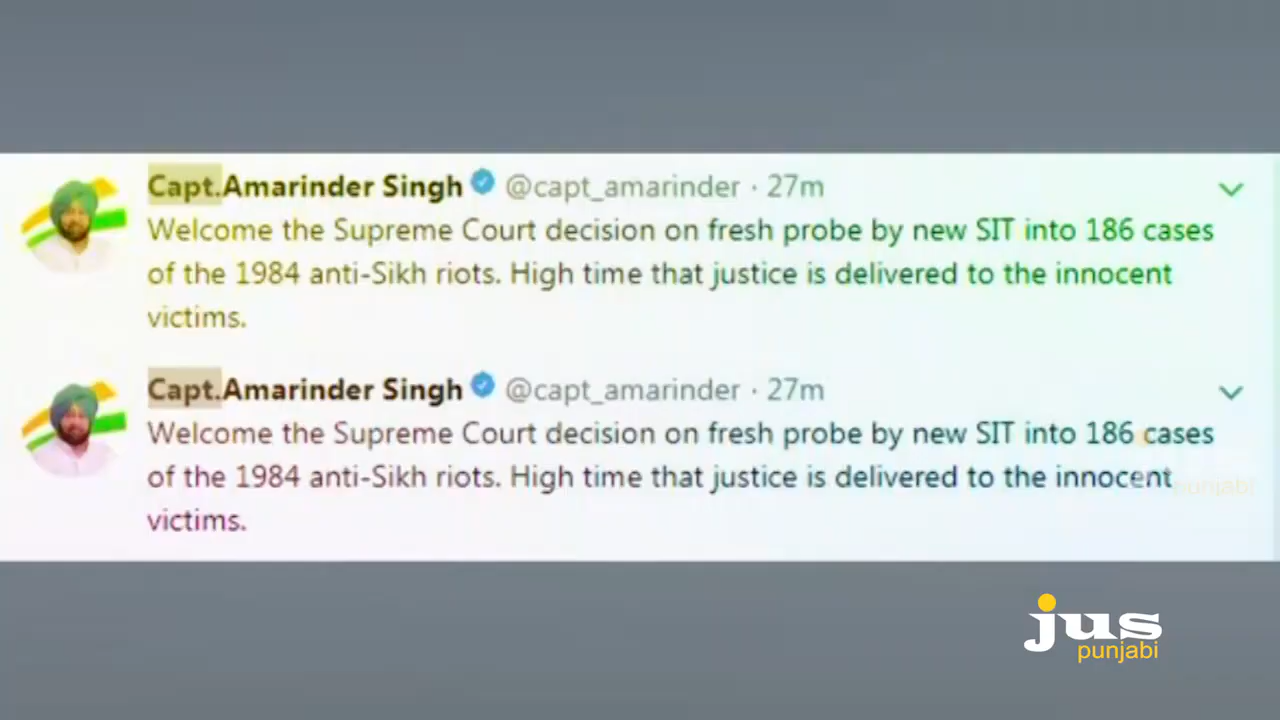 Capt.Amarinder Singh @capt_amarinder · 27m
Welcome the Supreme Court decision on fresh probe by new SIT into 186 cases
of the 1984 anti-Sikh riots. High time that justice is delivered to the innocent
victims.
Capt.Amarinder Singh @capt_amarinder · 27m
Welcome the Supreme Court decision on fresh probe by new SIT into 186 cases
of the 1984 anti-Sikh riots. High time that justice is delivered to the innocent
victims.
punjabi
jus
punjabi